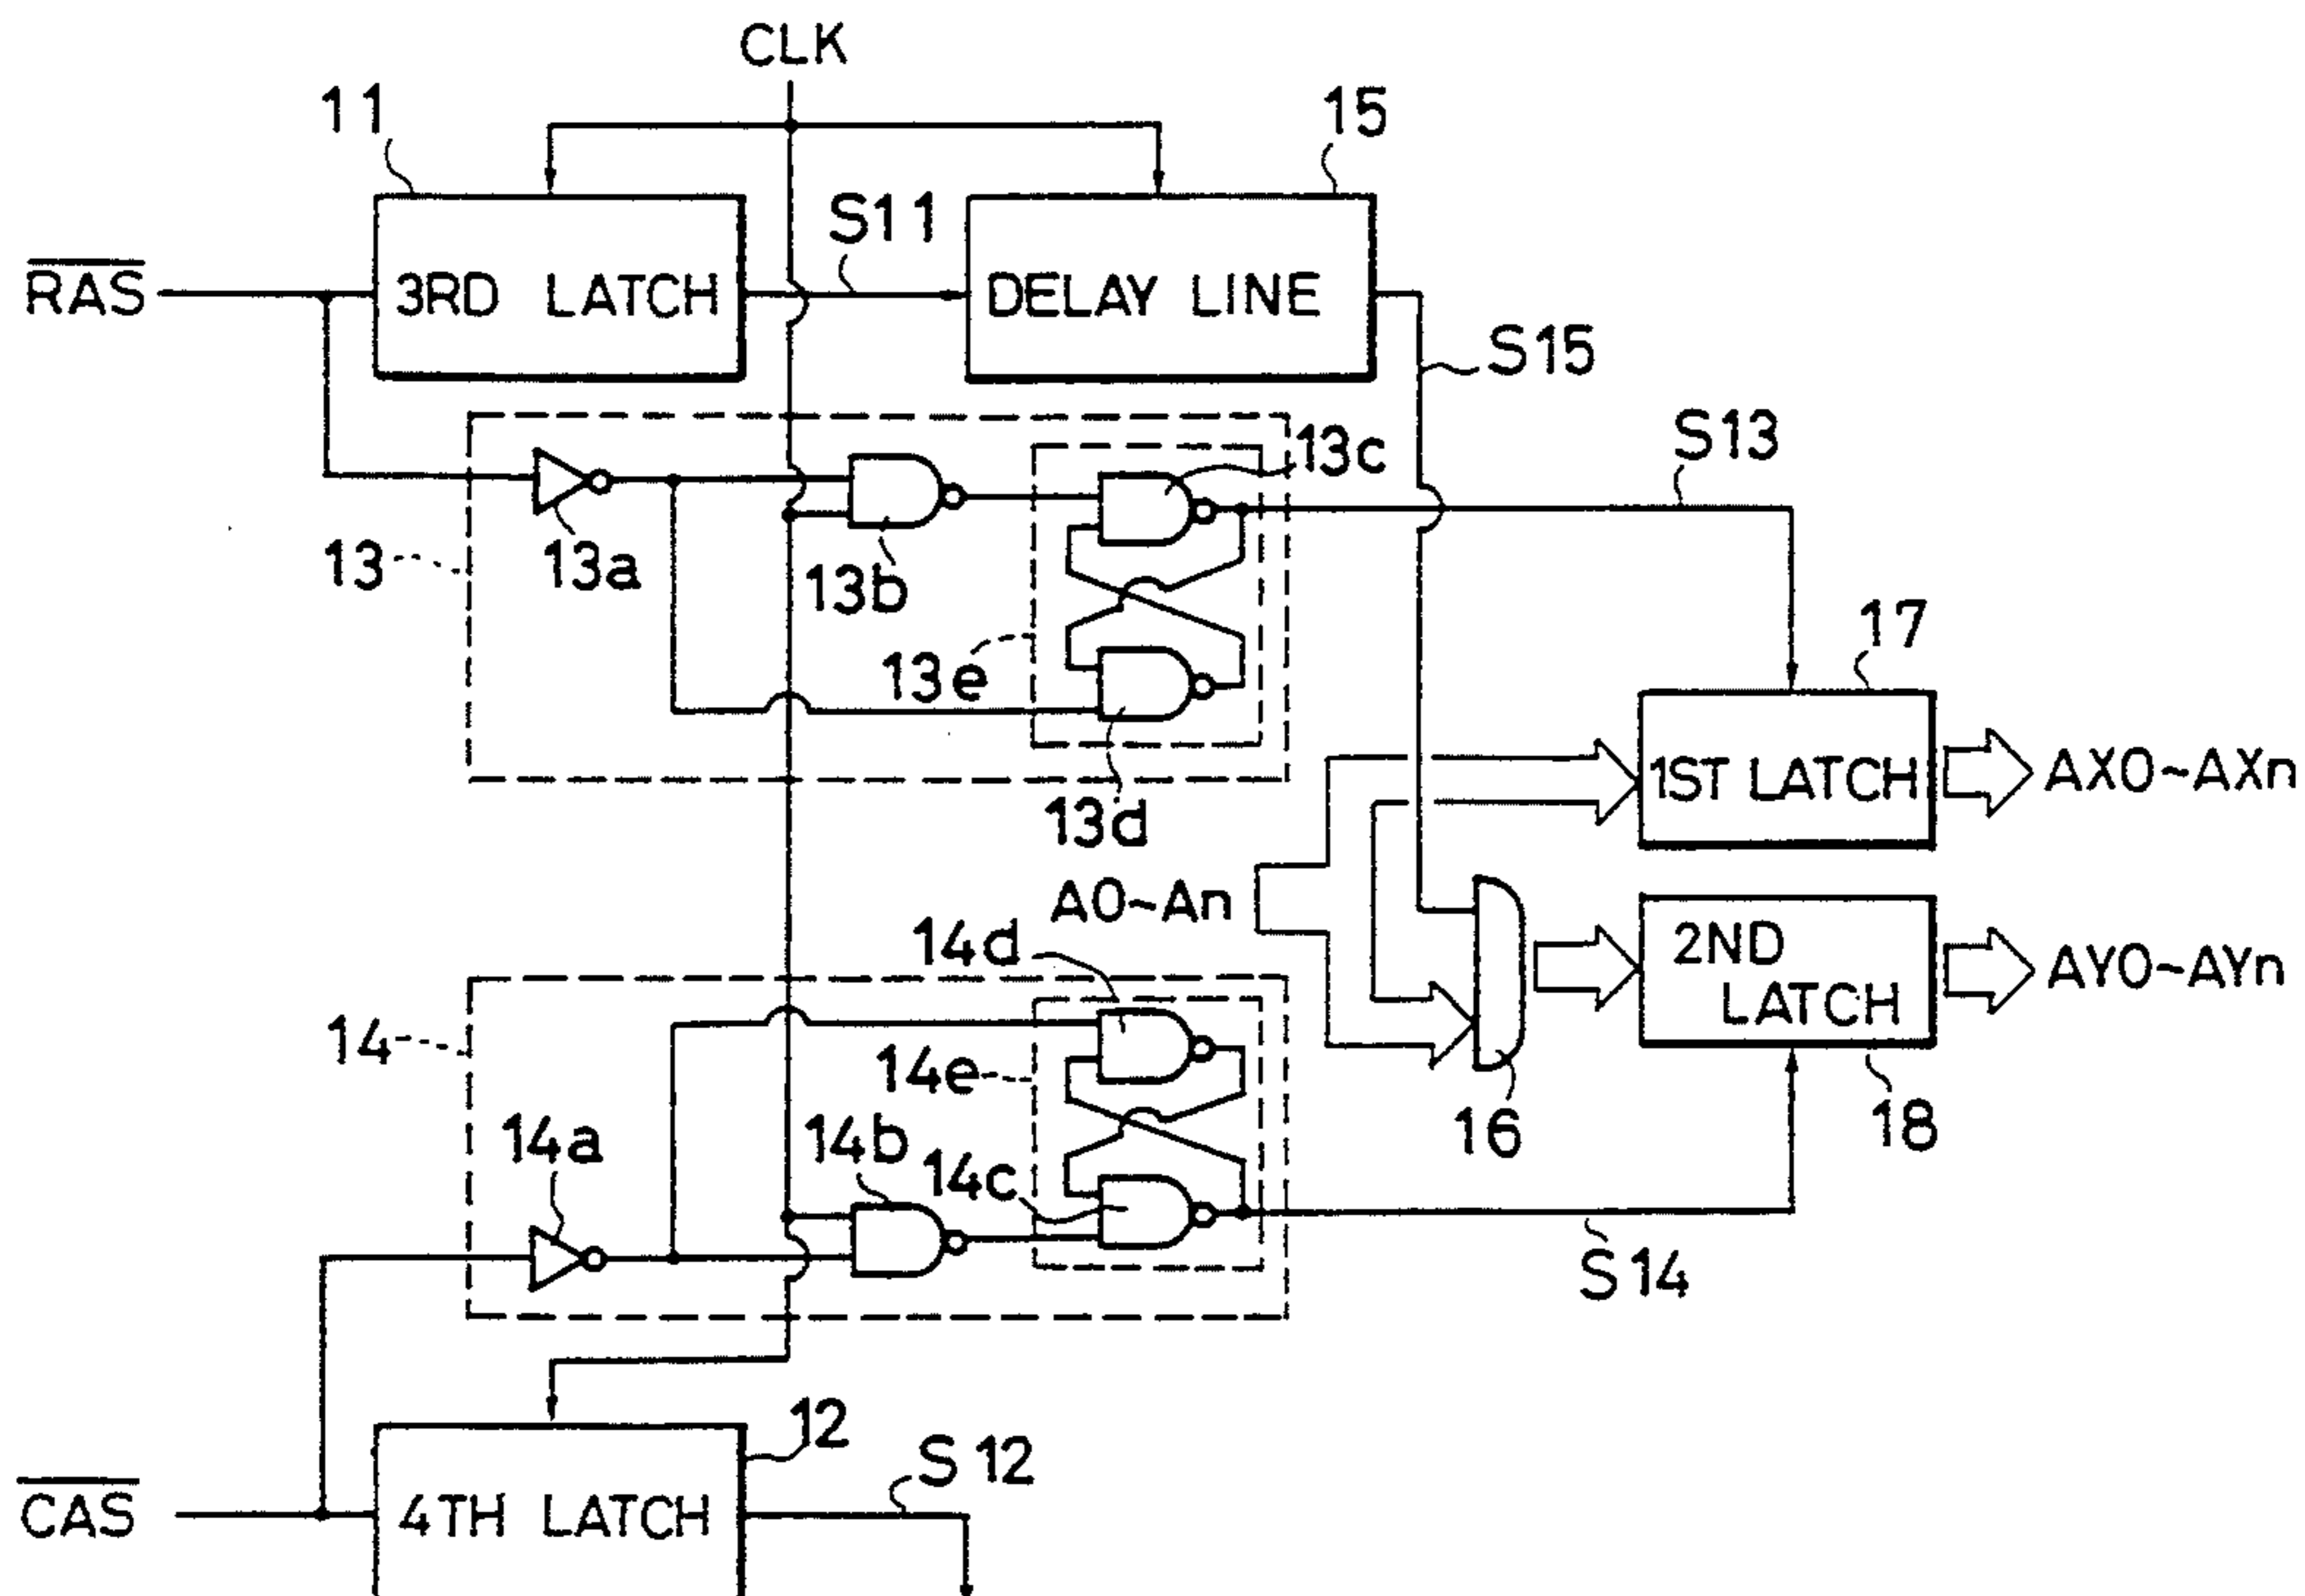 CLK
11
15
S11
RAS
3RD LATCH
DELAY LINE
S15
S13
13c
13
13a
13b
13e
17
13d
1ST LATCH
AX0~AXn
A0~An
14d
2ND
LATCH
AY0~AYn
14
14e
16
18
14a
14b
14c
S14
12
S12
CAS
4TH LATCH